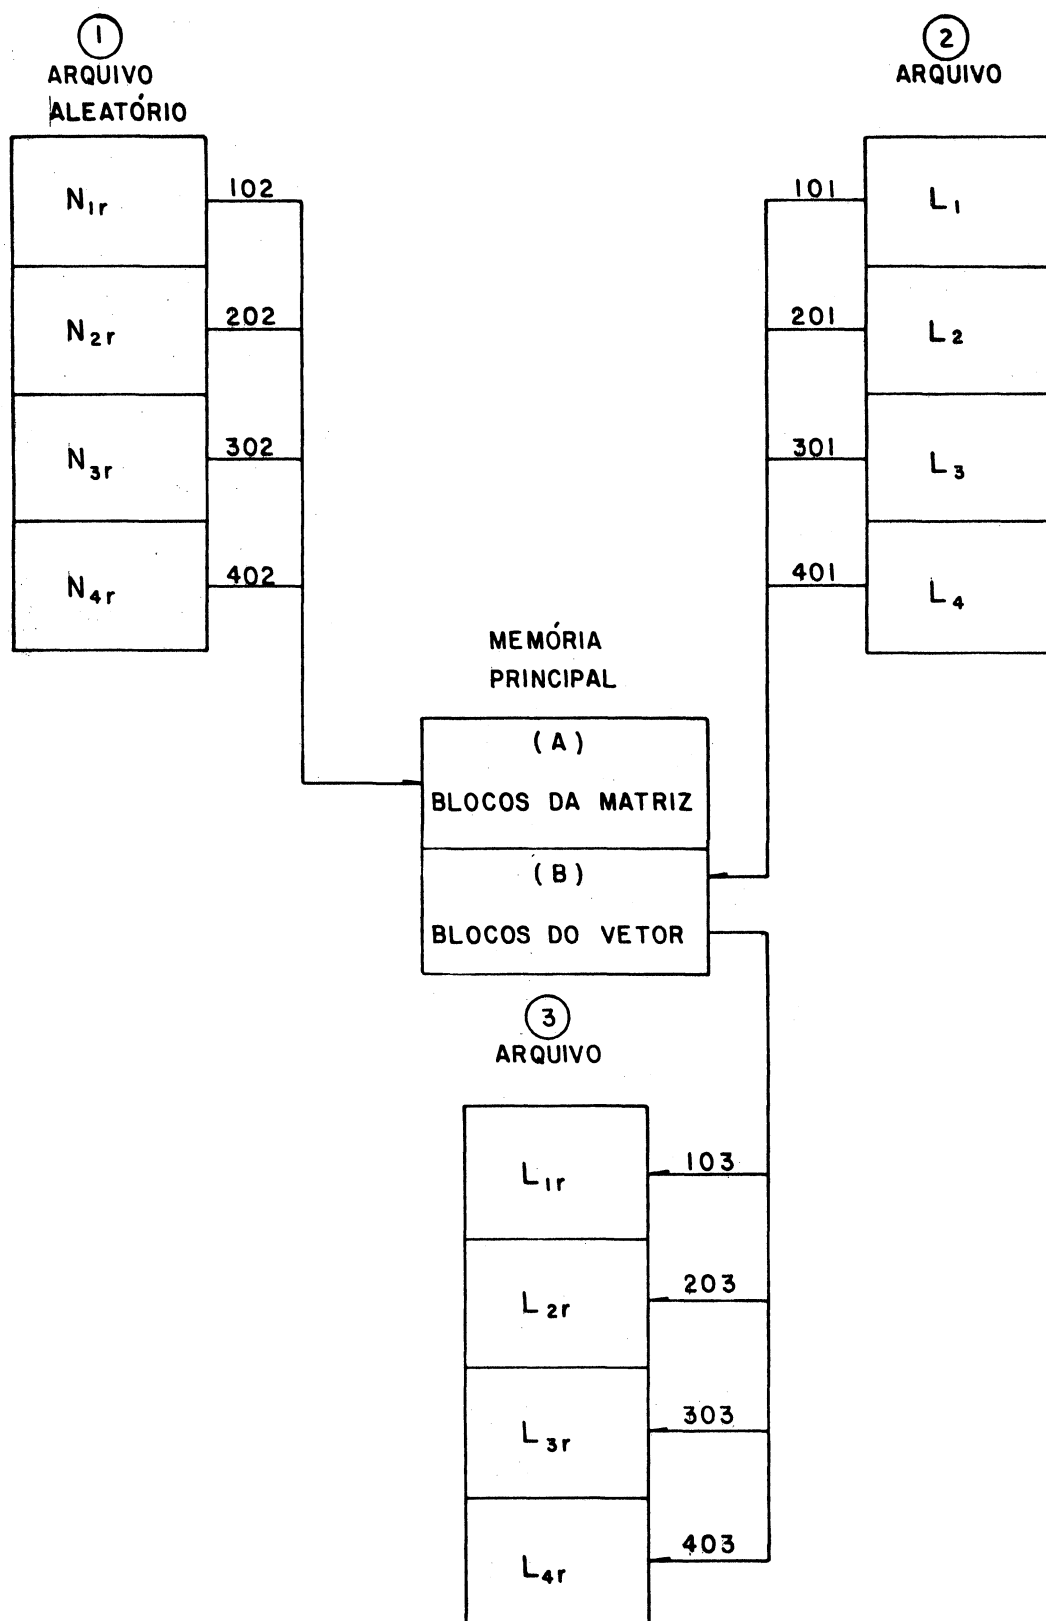 1
ARQUIVO
ALEATÓRIO
N1r
102
N2r
202
N3r
302
N4r
402
2
ARQUIVO
101
L1
201
L2
301
L3
401
L4
MEMÓRIA
PRINCIPAL
(A)
BLOCOS DA MATRIZ
(B)
BLOCOS DO VETOR
3
ARQUIVO
L1r
103
L2r
203
L3r
303
L4r
403